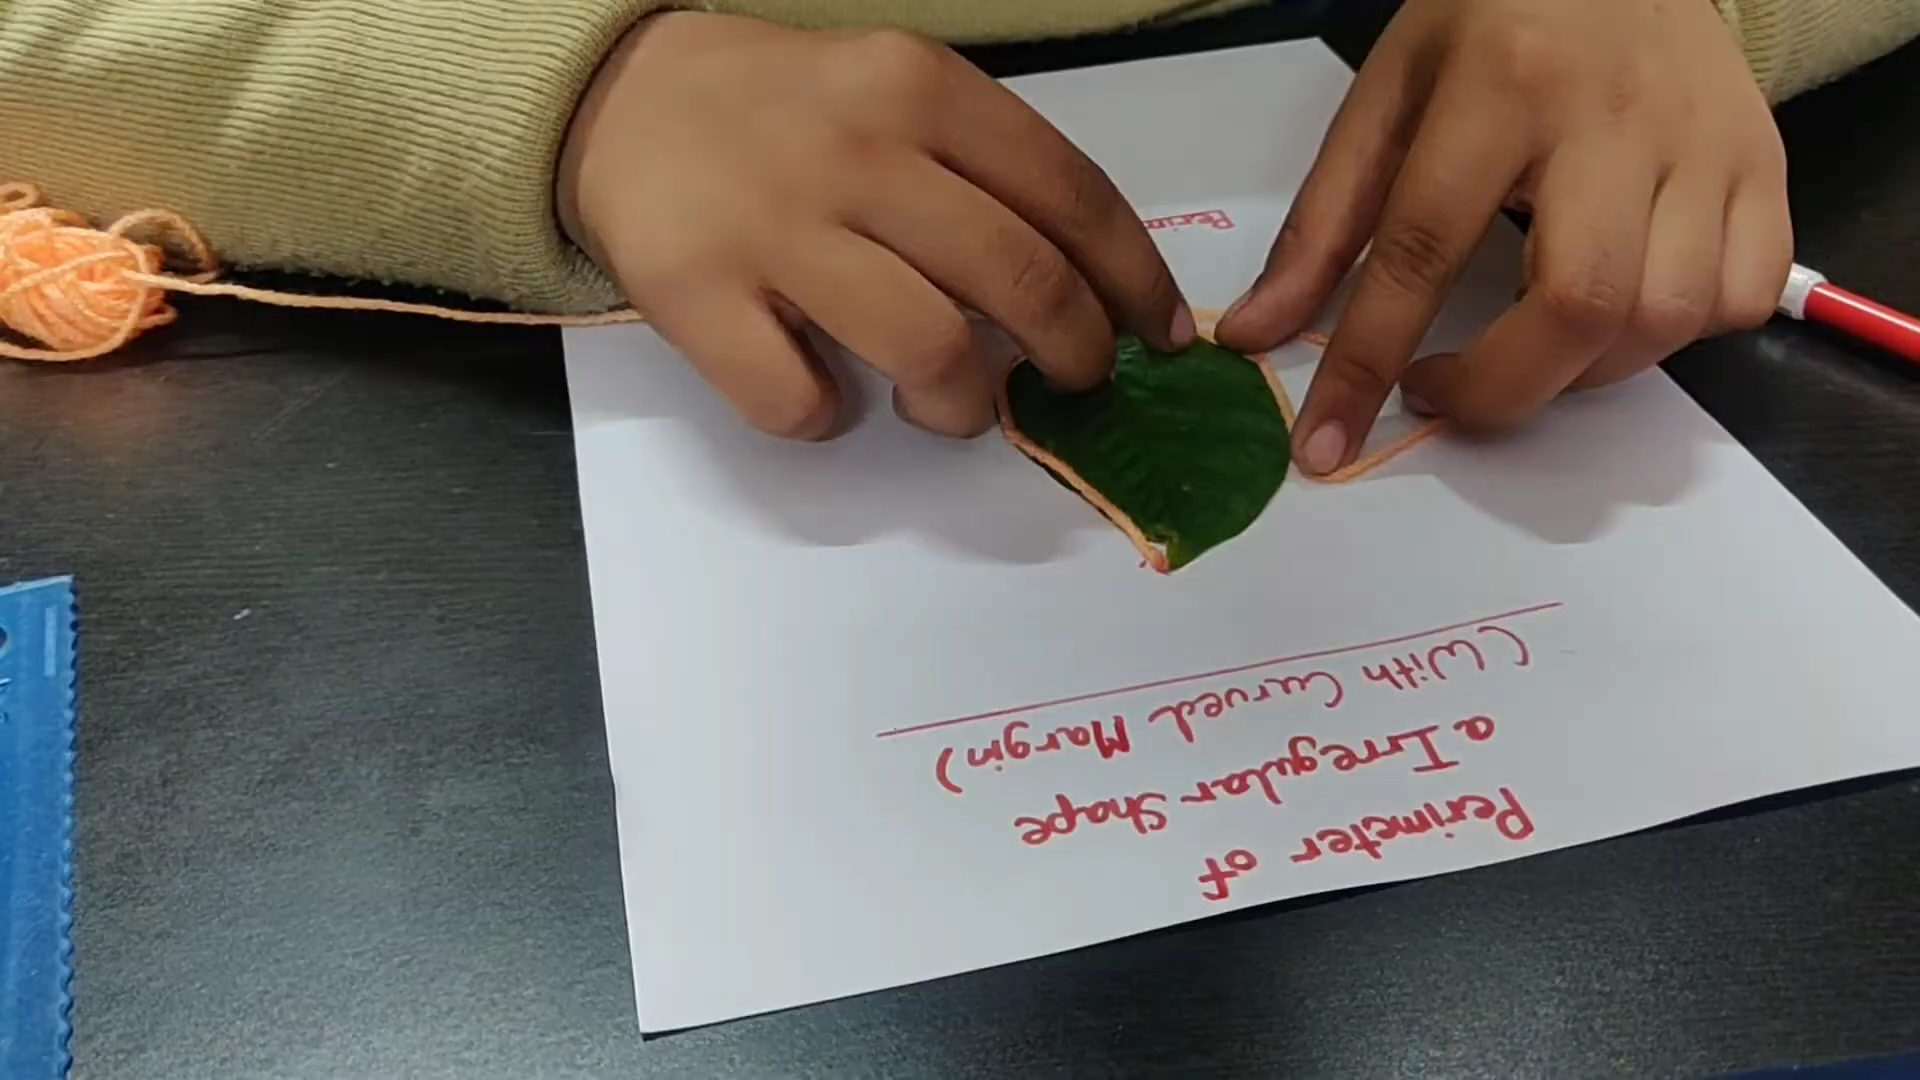 Perimeter of
a Irregular Shape
(With Curved Margin)